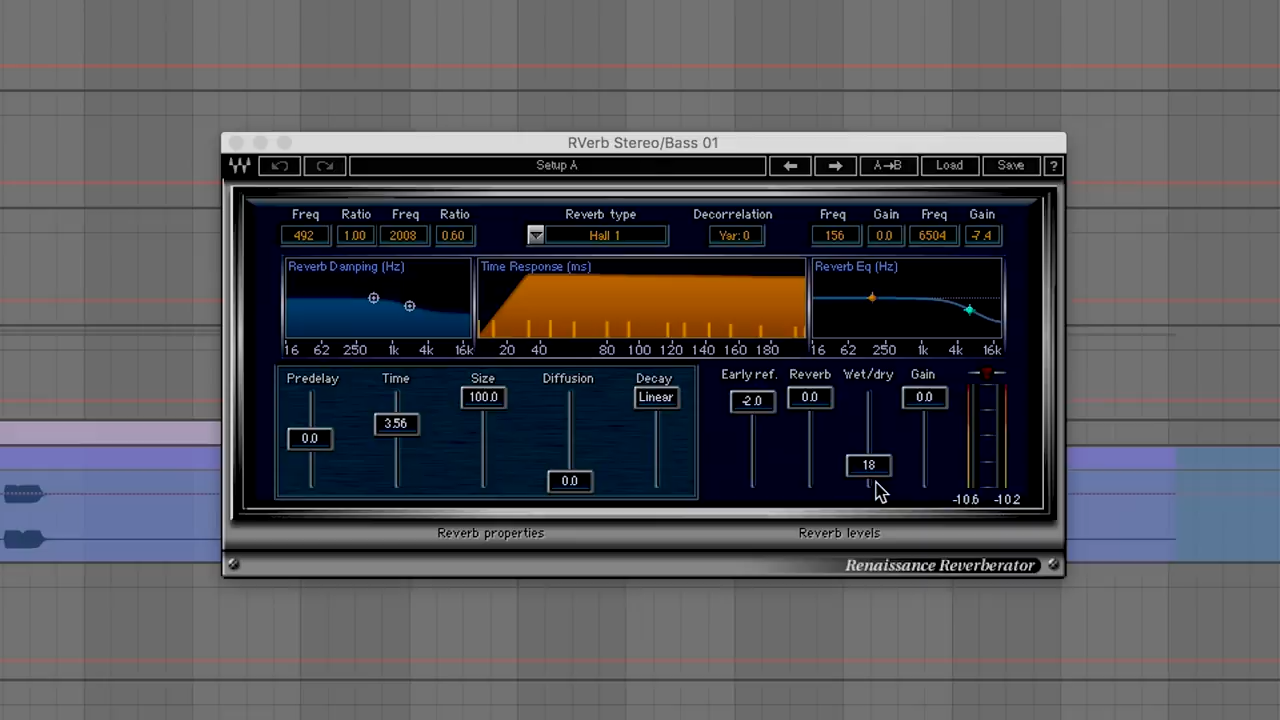 RVerb Stereo/Bass 01
Setup A
A→B
Load
Save
?
Freq Ratio Freq Ratio Reverb type Decorrelation Freq Gain Freq Gain
492 1.00 2008 0.60 Hall 1 Var: 0 156 0.0 6504 -7.4
Reverb Damping (Hz) Time Response (ms) Reverb Eq (Hz)
16 62 250 1k 4k 16k 20 40 80 100 120 140 160 180 16 62 250 1k 4k 16k
Predelay Time Size Diffusion Decay Early ref. Reverb Wet/dry Gain
0.0 3.56 100.0 0.0 Linear -2.0 0.0 18 0.0
-10.6 -10.2
Reverb properties Reverb levels
Renaissance Reverberator